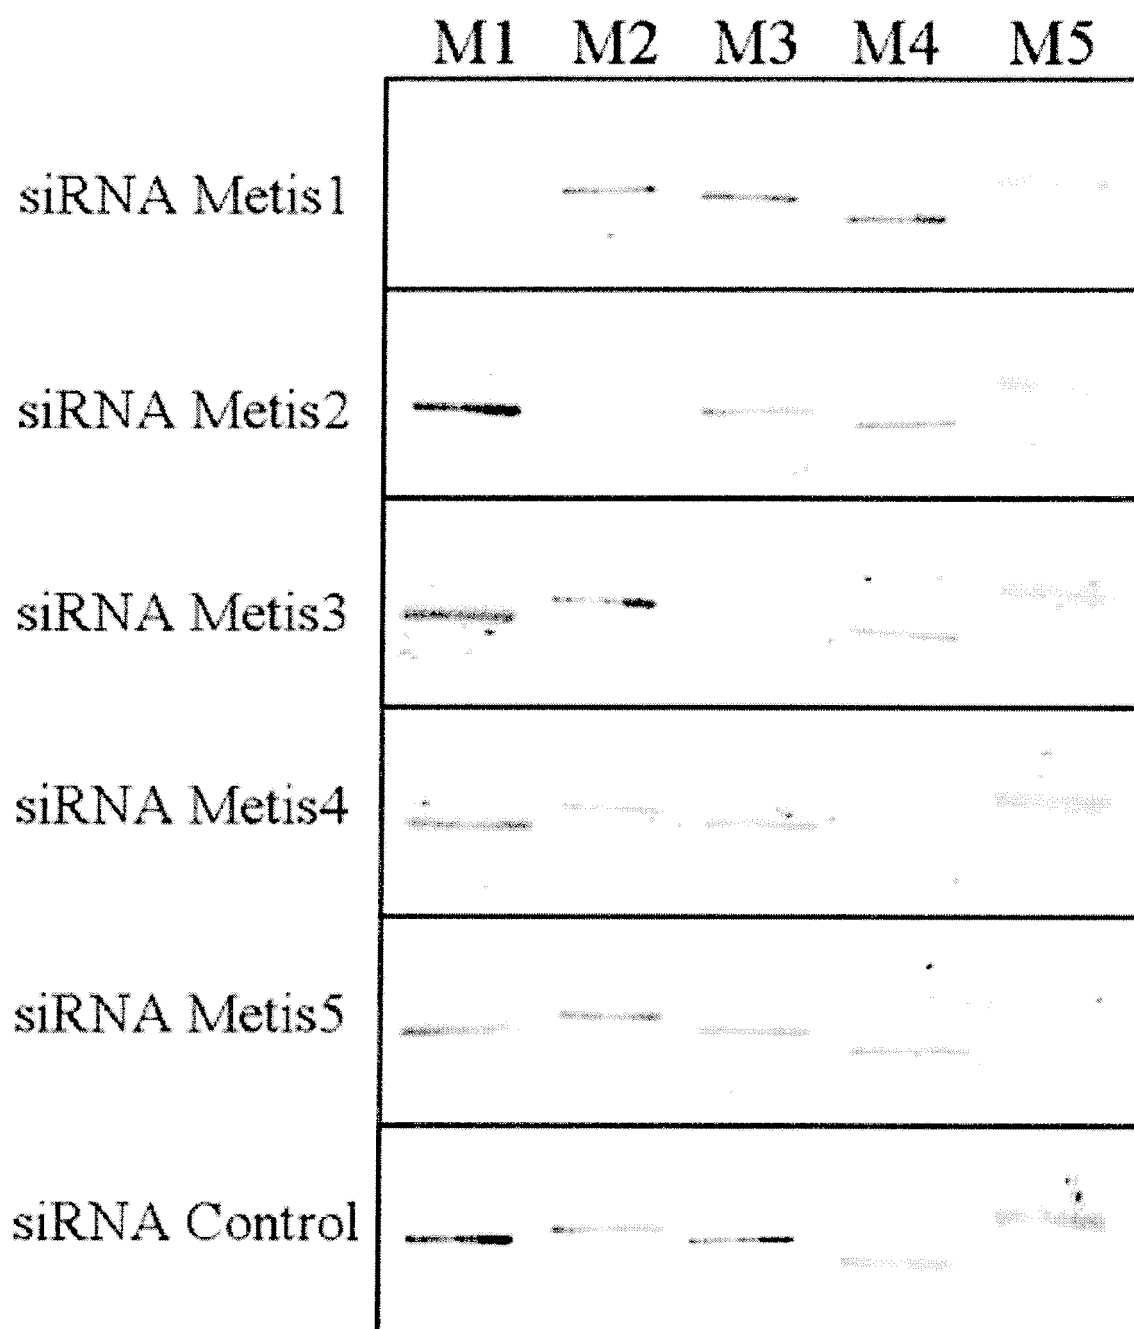 M1 M2 M3 M4 M5
siRNA Metis1
siRNA Metis2
siRNA Metis3
siRNA Metis4
siRNA Metis5
siRNA Control